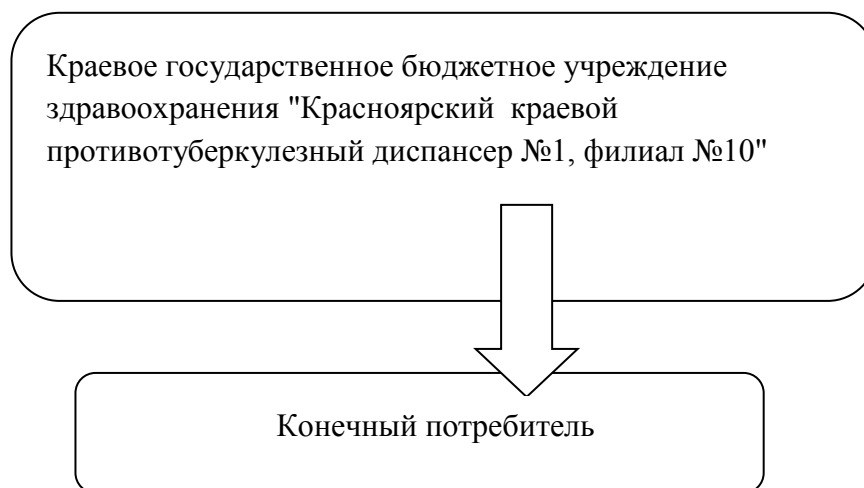 Краевое государственное бюджетное учреждение
здравоохранения "Красноярский  краевой
противотуберкулезный диспансер №1, филиал №10"
Конечный потребитель